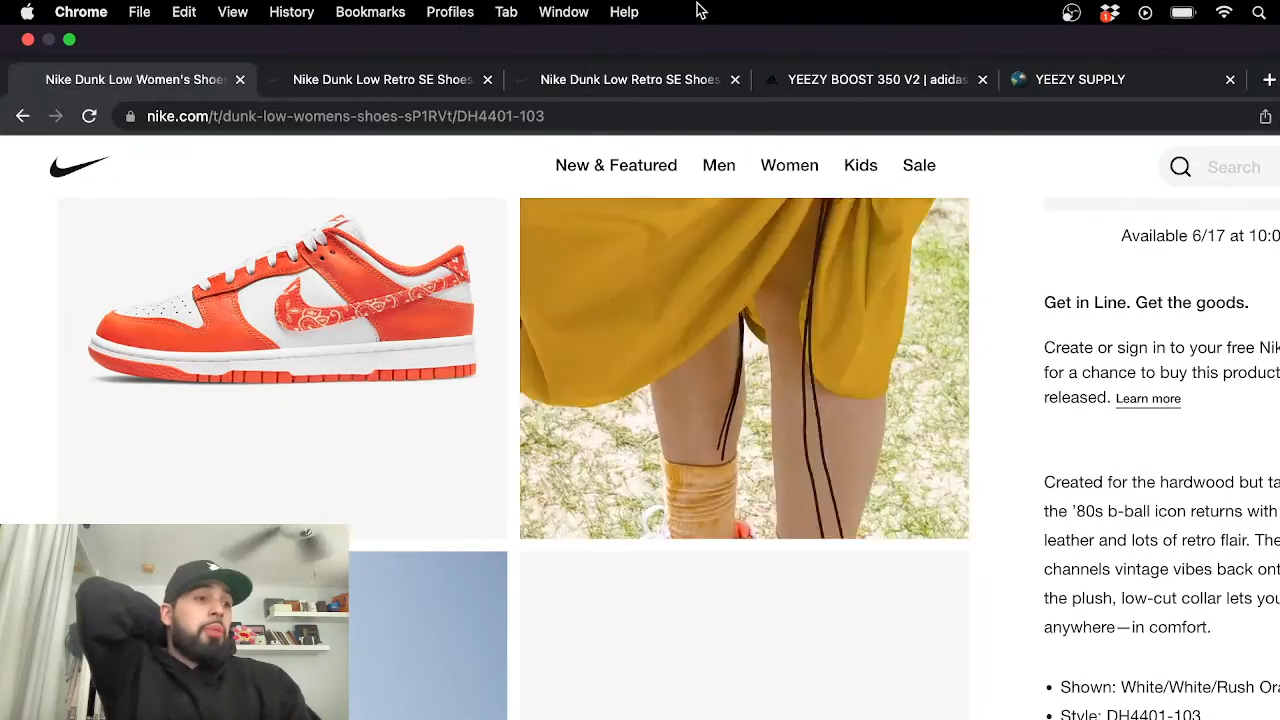 Chrome File Edit View History Bookmarks Profiles Tab Window Help
1
Nike Dunk Low Women's Shoes Nike Dunk Low Retro SE Shoes Nike Dunk Low Retro SE Shoes YEEZY BOOST 350 V2 | adidas YEEZY SUPPLY
nike.com/t/dunk-low-womens-shoes-sP1RVt/DH4401-103
New & Featured Men Women Kids Sale Search
Available 6/17 at 10:0
Get in Line. Get the goods.
Create or sign in to your free Nik
for a chance to buy this product
released. Learn more
Created for the hardwood but ta
the '80s b-ball icon returns with
leather and lots of retro flair. The
channels vintage vibes back ont
the plush, low-cut collar lets you
anywhere—in comfort.
• Shown: White/White/Rush Ora
• Style: DH4401-103